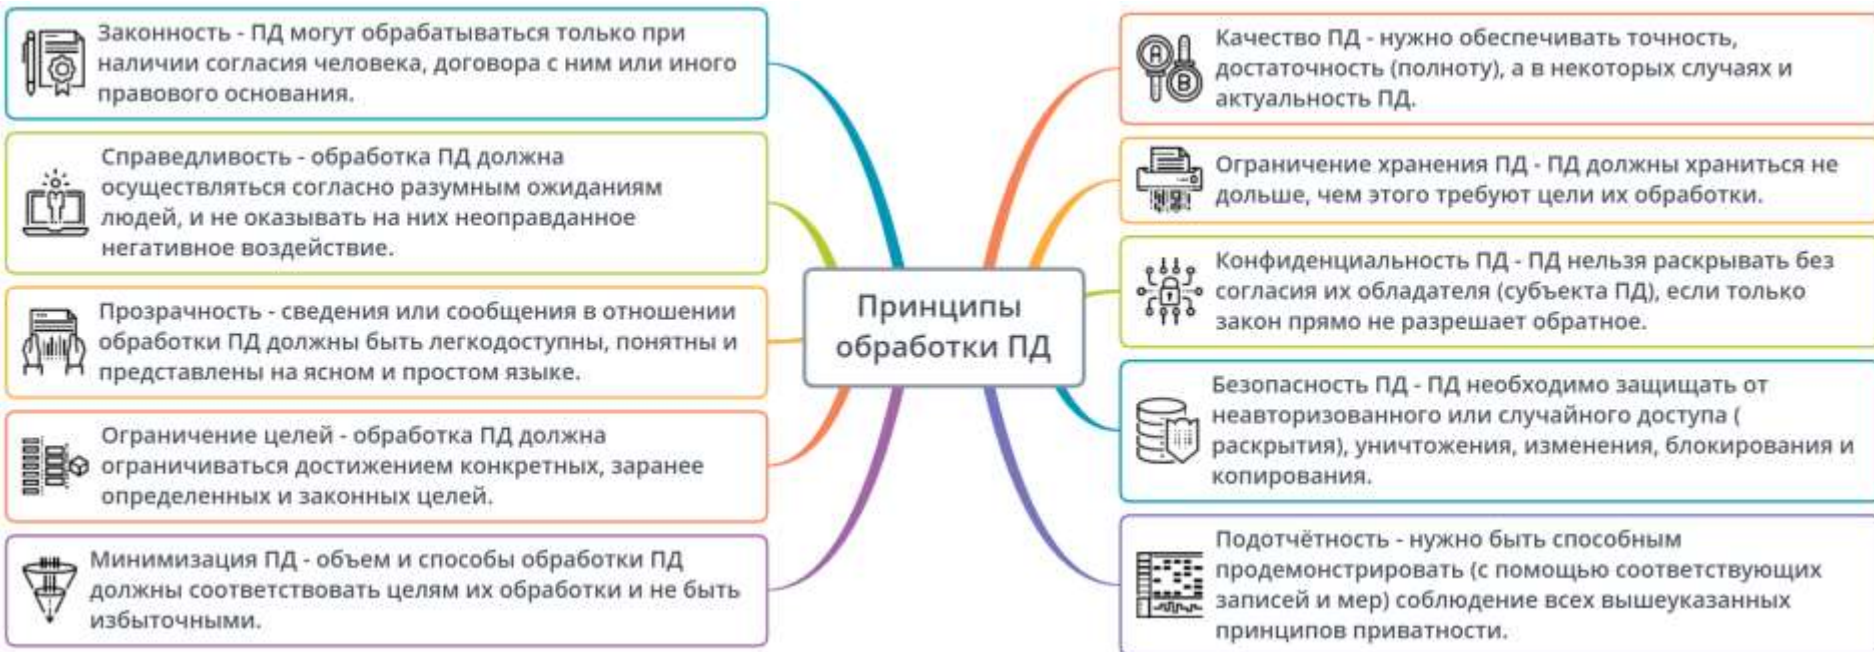 Законность - ПД могут обрабатываться только при
наличии согласия человека, договора с ним или иного
правового основания.
Справедливость - обработка ПД должна
осуществляться согласно разумным ожиданиям
людей, и не оказывать на них неоправданное
негативное воздействие.
Прозрачность - сведения или сообщения в отношении
обработки ПД должны быть легкодоступны, понятны и
представлены на ясном и простом языке.
Ограничение целей - обработка ПД должна
ограничиваться достижением конкретных, заранее
определенных и законных целей.
Минимизация ПД - объем и способы обработки ПД
должны соответствовать целям их обработки и не быть
избыточными.
Принципы
обработки ПД
A
B
Качество ПД - нужно обеспечивать точность,
достаточность (полноту), а в некоторых случаях и
актуальность ПД.
Ограничение хранения ПД - ПД должны храниться не
дольше, чем этого требуют цели их обработки.
Конфиденциальность ПД - ПД нельзя раскрывать без
согласия их обладателя (субъекта ПД), если только
закон прямо не разрешает обратное.
Безопасность ПД - ПД необходимо защищать от
неавторизованного или случайного доступа (
раскрытия), уничтожения, изменения, блокирования и
копирования.
Подотчётность - нужно быть способным
продемонстрировать (с помощью соответствующих
записей и мер) соблюдение всех вышеуказанных
принципов приватности.